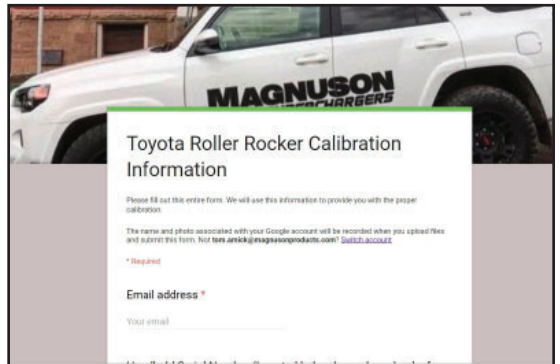 MAGNUSON
SUPERCHARGERS
Toyota Roller Rocker Calibration
Information
Please fill out this entire form. We will use this information to provide you with the proper
calibration.
The name and photo associated with your Google account will be recorded when you upload files
and submit this form. Not tom.amick@magnusonproducts.com? Switch account
* Required
Email address *
Your email